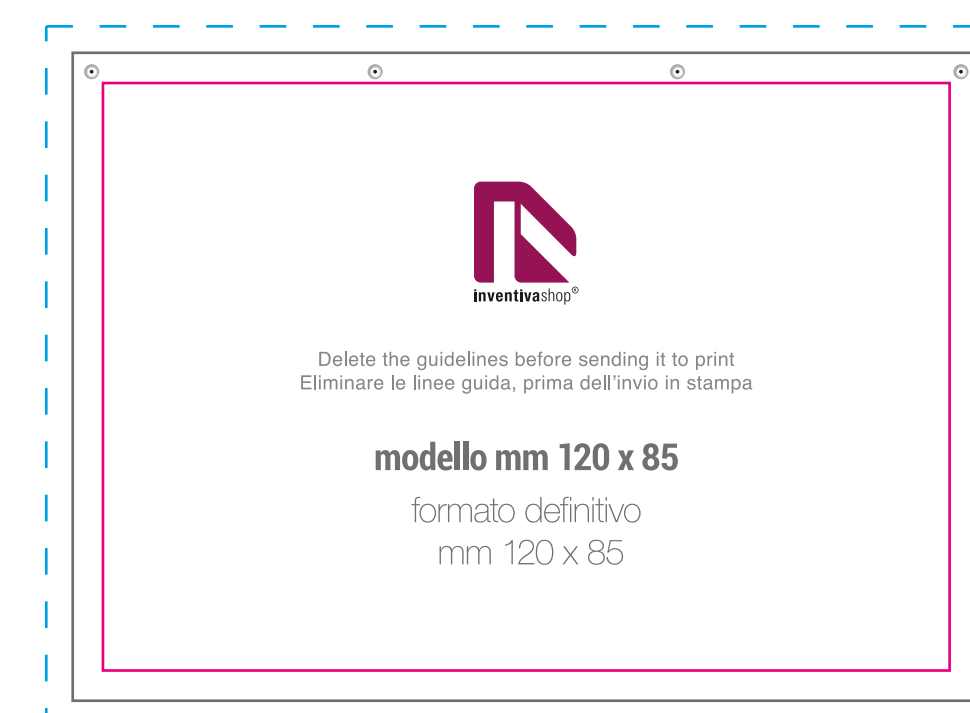 inventivashop®
Delete the guidelines before sending it to print
Eliminare le linee guida, prima dell'invio in stampa
modello mm 120 x 85
formato definitivo
mm 120 x 85